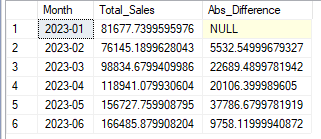 Month Total_Sales Abs_Difference
1 2023-01 81677.7399595976 NULL
2 2023-02 76145.1899628043 5532.54999679327
3 2023-03 98834.6799409986 22689.4899781942
4 2023-04 118941.079930604 20106.399989605
5 2023-05 156727.759908795 37786.6799781919
6 2023-06 166485.879908204 9758.11999940872